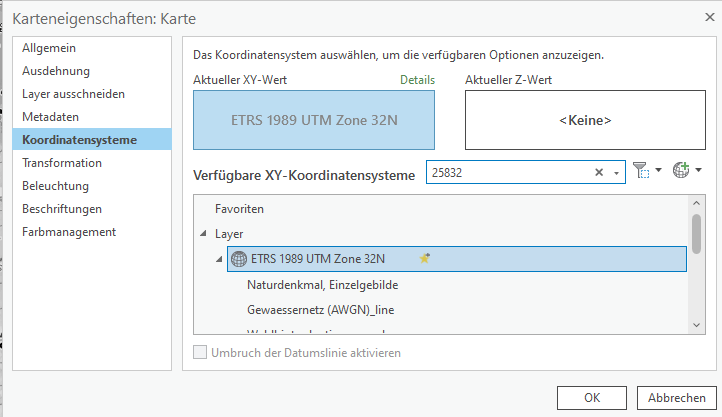 Karteneigenschaften: Karte
Allgemein
Ausdehnung
Layer ausschneiden
Metadaten
Koordinatensysteme
Transformation
Beleuchtung
Beschriftungen
Farbmanagement
Das Koordinatensystem auswählen, um die verfügbaren Optionen anzuzeigen.
Aktueller XY-Wert Details
ETRS 1989 UTM Zone 32N
Aktueller Z-Wert
<Keine>
Verfügbare XY-Koordinatensysteme 25832
Favoriten
Layer
ETRS 1989 UTM Zone 32N
Naturdenkmal, Einzelgebilde
Gewaessernetz (AWGN)_line
Umbruch der Datumslinie aktivieren
OK Abbrechen